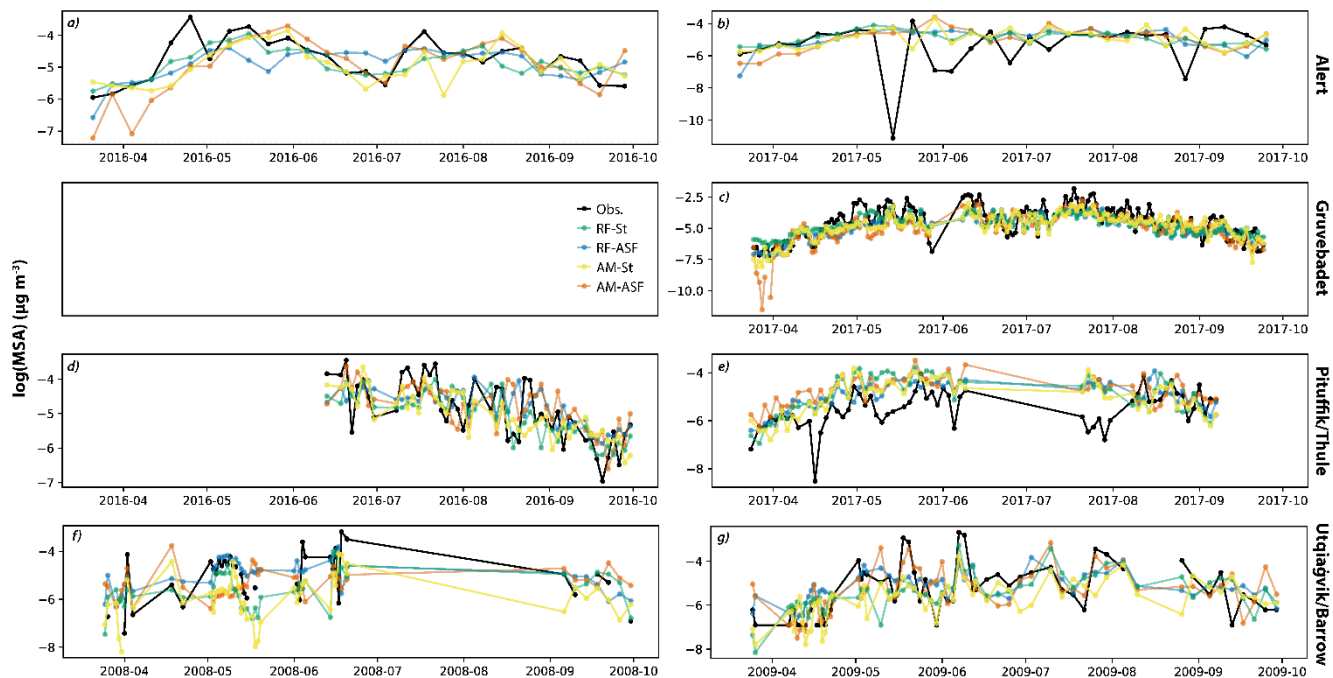 a)
−4
−5
−6
−7
2016-04 2016-05 2016-06 2016-07 2016-08 2016-09 2016-10
b)
−4
−6
−8
−10
2017-04 2017-05 2017-06 2017-07 2017-08 2017-09 2017-10
Alert
Obs.
RF-St
RF-ASF
AM-St
AM-ASF
c)
−2.5
−5.0
−7.5
−10.0
2017-04 2017-05 2017-06 2017-07 2017-08 2017-09 2017-10
Gruvebadet
log(MSA) (μg m⁻³)
d)
−4
−5
−6
−7
2016-04 2016-05 2016-06 2016-07 2016-08 2016-09 2016-10
e)
−4
−6
−8
2017-04 2017-05 2017-06 2017-07 2017-08 2017-09 2017-10
Pituffik/Thule
f)
−4
−6
−8
2008-04 2008-05 2008-06 2008-07 2008-08 2008-09 2008-10
g)
−4
−6
−8
2009-04 2009-05 2009-06 2009-07 2009-08 2009-09 2009-10
Utqiaġvik/Barrow